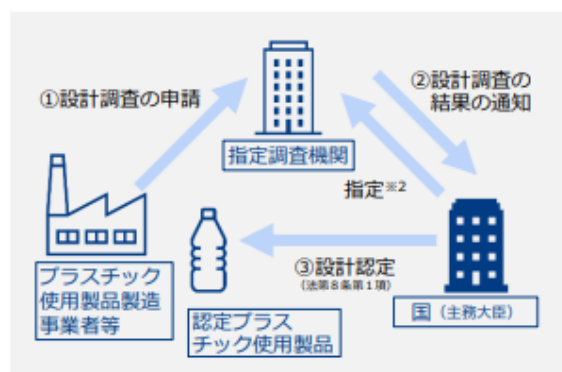 ①設計調査の申請
②設計調査の
結果の通知
指定調査機関
指定※2
③設計認定
(法第8条第1項)
プラスチック
使用製品製造
事業者等
認定プラス
チック使用製品
国(主務大臣)